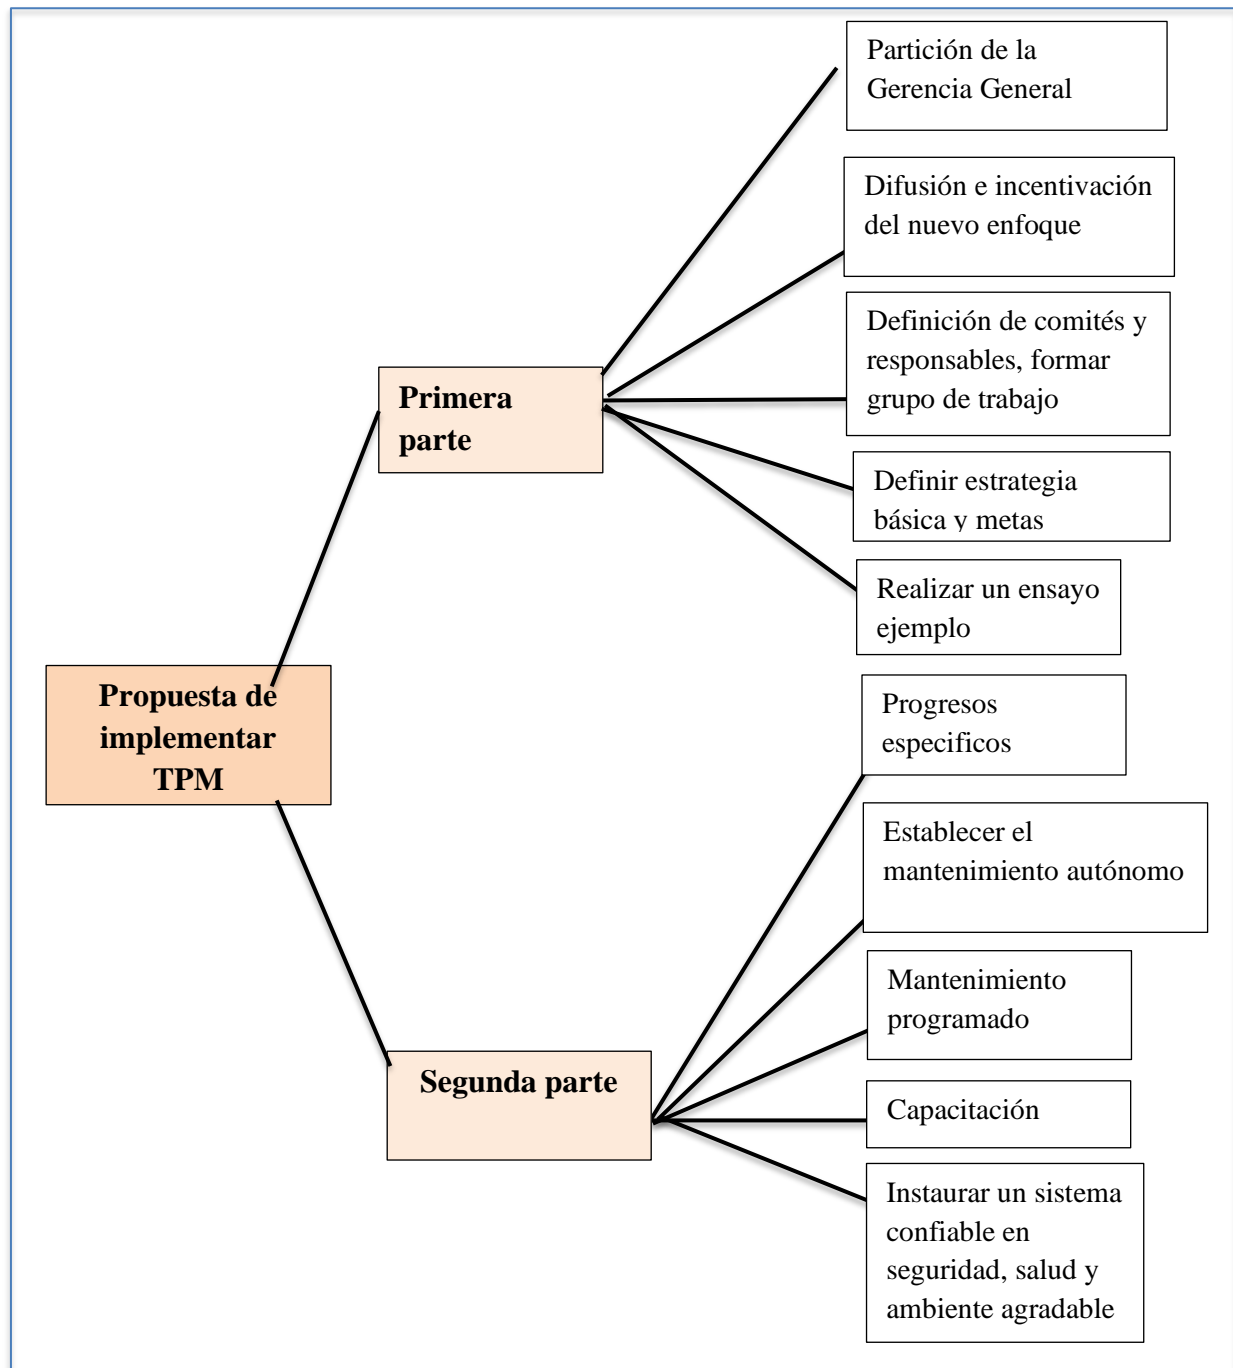 Partición de la
Gerencia General
Difusión e incentivación
del nuevo enfoque
Definición de comités y
responsables, formar
grupo de trabajo
Primera
parte
Definir estrategia
básica y metas
Realizar un ensayo
ejemplo
Propuesta de
implementar
TPM
Progresos
especificos
Establecer el
mantenimiento autónomo
Mantenimiento
programado
Segunda parte
Capacitación
Instaurar un sistema
confiable en
seguridad, salud y
ambiente agradable